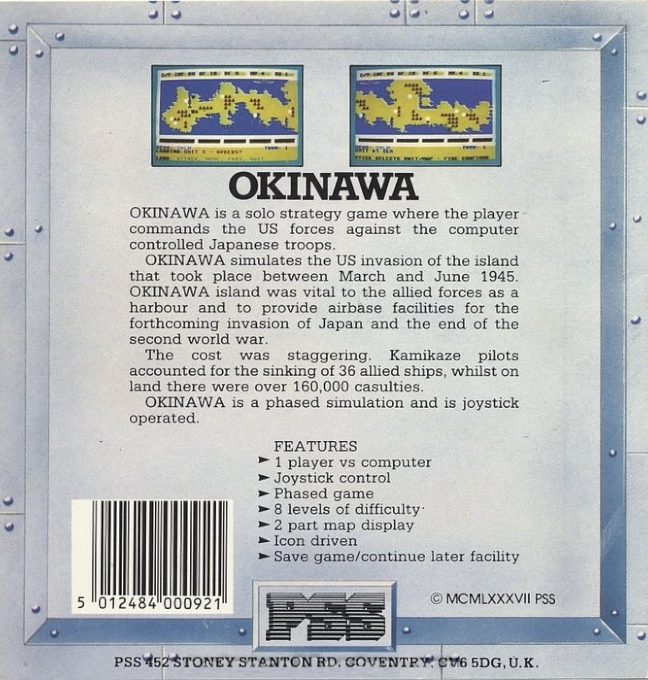 OKINAWA
OKINAWA is a solo strategy game where the player
commands the US forces against the computer
controlled Japanese troops.
OKINAWA simulates the US invasion of the island
that took place between March and June 1945.
OKINAWA island was vital to the allied forces as a
harbour and to provide airbase facilities for the
forthcoming invasion of Japan and the end of the
second world war.
The cost was staggering. Kamikaze pilots
accounted for the sinking of 36 allied ships, whilst on
land there were over 160,000 casulties.
OKINAWA is a phased simulation and is joystick
operated.
FEATURES
► 1 player vs computer
► Joystick control
► Phased game
► 8 levels of difficulty
► 2 part map display
► Icon driven
► Save game/continue later facility
5 012484 000921
PSS
© MCMLXXXVII PSS
PSS 452 STONEY STANTON RD. COVENTRY. CV6 5DG, U.K.